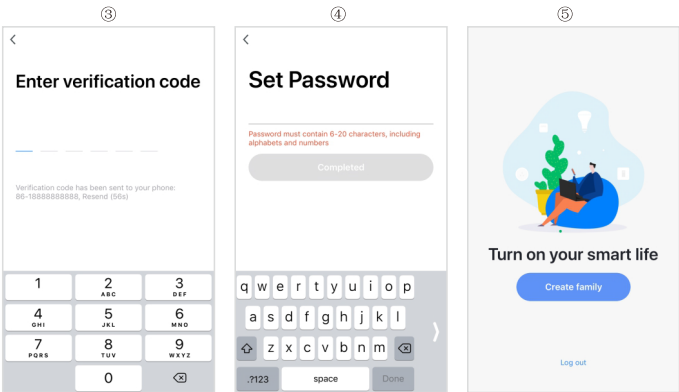 ③
Enter verification code
Verification code has been sent to your phone:
86-18888888888, Resend (56s)
1
2
ABC
3
DEF
4
GHI
5
JKL
6
MNO
7
PQRS
8
TUV
9
WXYZ
0
④
Set Password
Password must contain 6-20 characters, including
alphabets and numbers
Completed
q w e r t y u i o p
a s d f g h j k l
z x c v b n m
.?123 space Done
⑤
Turn on your smart life
Create family
Log out